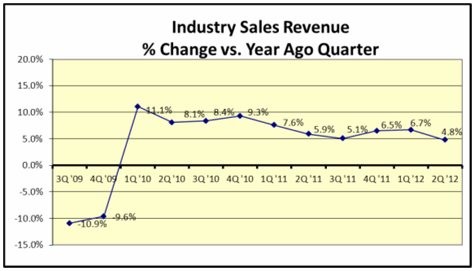 Industry Sales Revenue
% Change vs. Year Ago Quarter
20.0%
15.0%
10.0%
5.0%
0.0%
-5.0%
-10.0%
-15.0%
3Q '09 4Q '09 1Q '10 2Q '10 3Q '10 4Q '10 1Q '11 2Q '11 3Q '11 4Q '11 1Q '12 2Q '12
-10.9% -9.6% 11.1% 8.1% 8.4% 9.3% 7.6% 5.9% 5.1% 6.5% 6.7% 4.8%